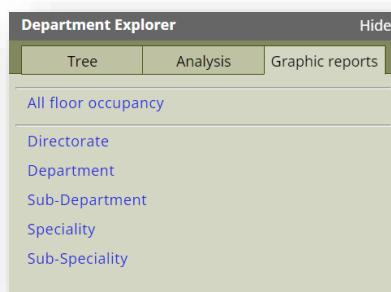 Department Explorer Hide
Tree Analysis Graphic reports
All floor occupancy
Directorate
Department
Sub-Department
Speciality
Sub-Speciality